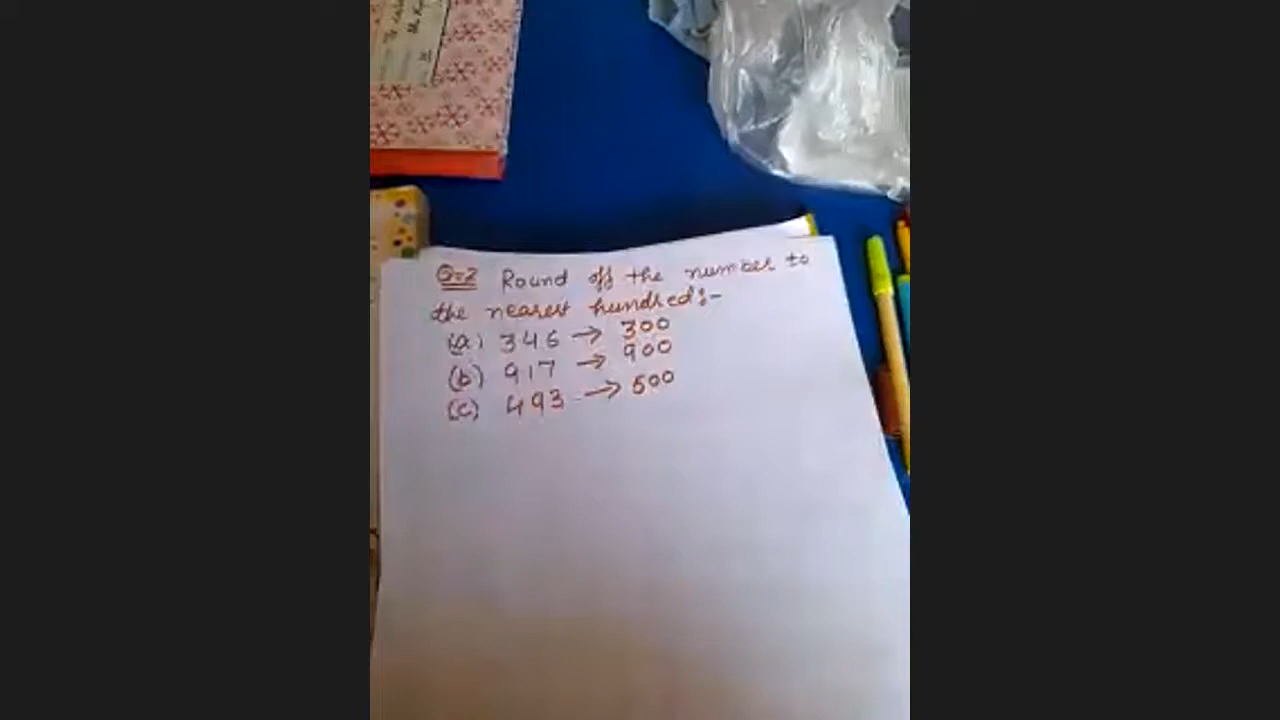 Q=2 Round off the number to
the nearest hundred:-
(a) 346 → 300
(b) 917 → 900
(c) 493 → 500